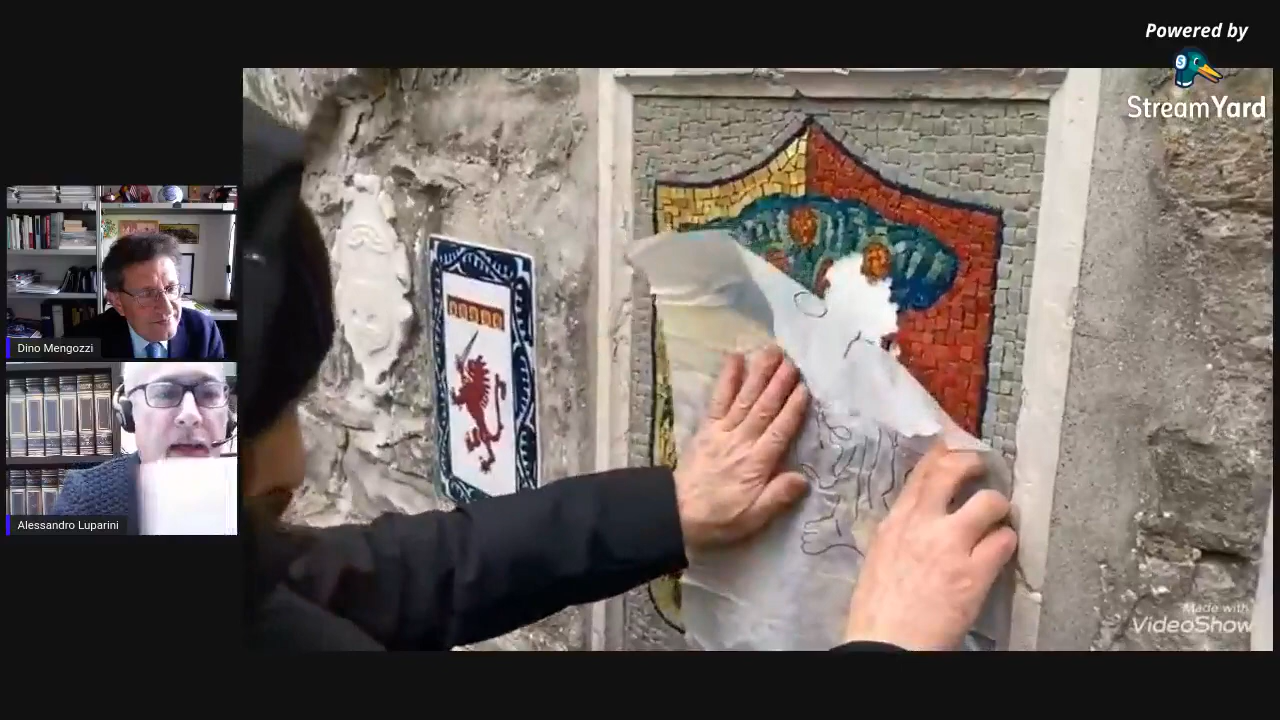 Powered by
StreamYard
Dino Mengozzi
Alessandro Luparini
Made with
VideoShow